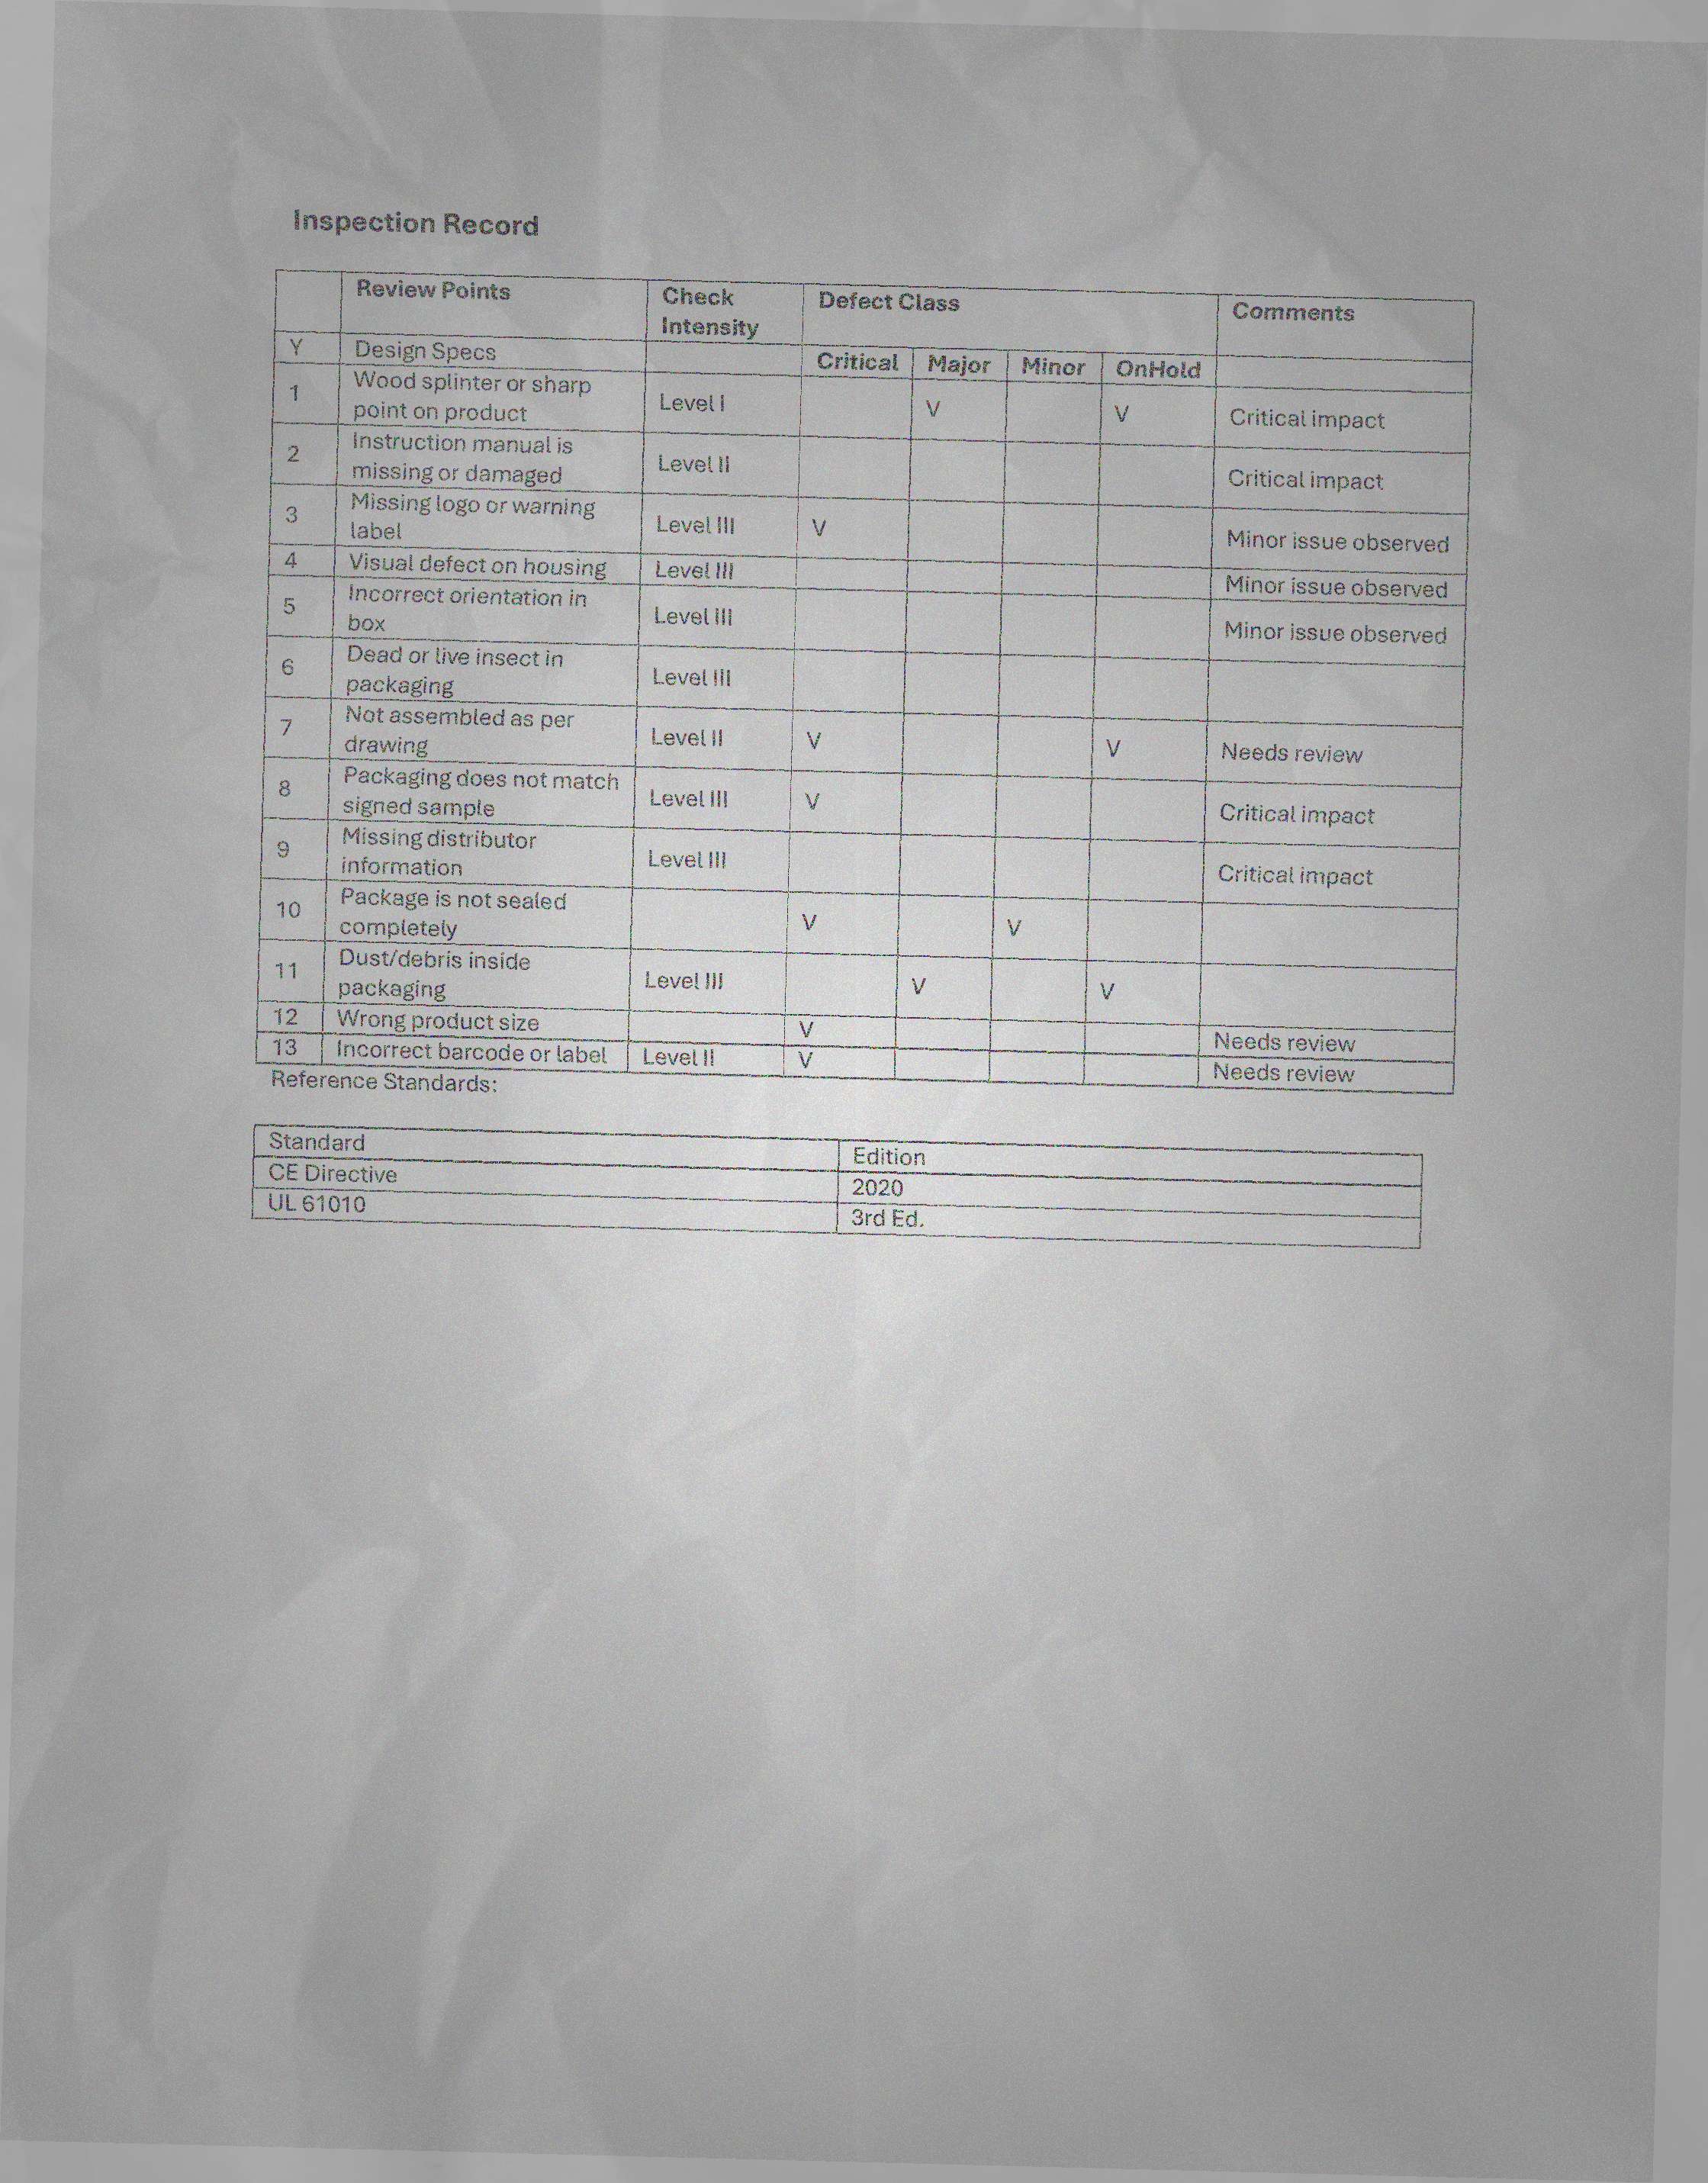 Inspection Record
Review Points Check Defect Class Comments
Intensity
Y Design Specs Critical Major Minor OnHold
1 Wood splinter or sharp Level I V V Critical impact
point on product
2 Instruction manual is Level II Critical impact
missing or damaged
3 Missing logo or warning Level III V Minor issue observed
label
4 Visual defect on housing Level III Minor issue observed
5 Incorrect orientation in Level III Minor issue observed
box
6 Dead or live insect in Level III
packaging
7 Not assembled as per Level II V V Needs review
drawing
8 Packaging does not match Level III V Critical impact
signed sample
9 Missing distributor Level III Critical impact
information
10 Package is not sealed V V
completely
11 Dust/debris inside Level III V V
packaging
12 Wrong product size V Needs review
13 Incorrect barcode or label Level II V Needs review
Reference Standards:
Standard Edition
CE Directive 2020
UL 61010 3rd Ed.